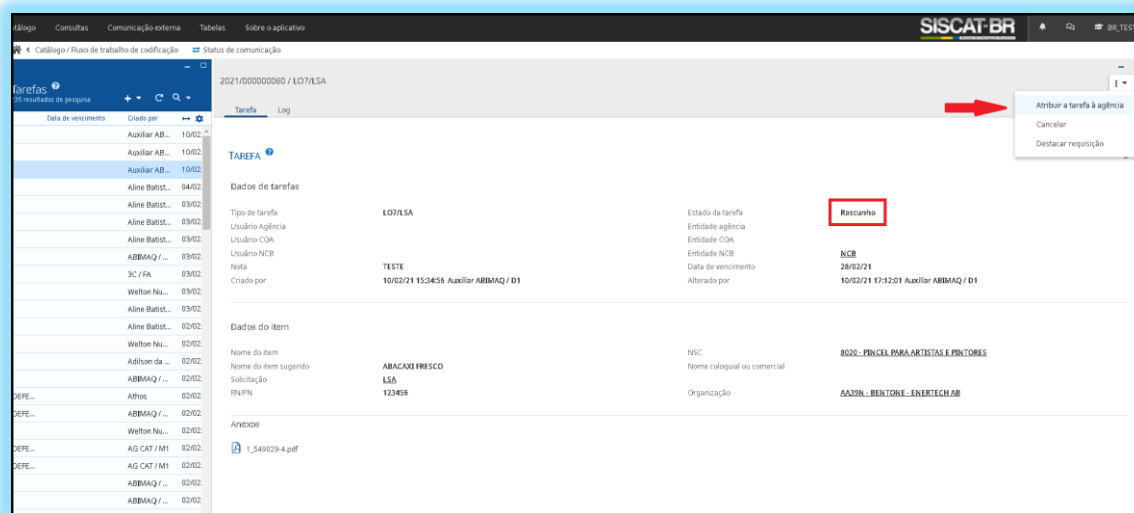 tálogo Consultas Comunicação externa Tabelas Sobre o aplicativo SISCAT-BR BR_TEST
Catálogo / Fluxo de trabalho de codificação Status de comunicação
Tarefas
35 resultados de pesquisa
Data de vencimento Criado por
Auxiliar AB... 10/02
Auxiliar AB... 10/02
Auxiliar AB... 10/02
Aline Batist... 04/02
Aline Batist... 03/02
Aline Batist... 03/02
Aline Batist... 03/02
ABIMAQ / ... 03/02
3C / FA 03/02
Welton Nu... 03/02
Aline Batist... 03/02
Aline Batist... 02/02
Welton Nu... 02/02
Adilson da ... 02/02
ABIMAQ / ... 02/02
DEFE... Athos 02/02
DEFE... ABIMAQ / ... 02/02
Welton Nu... 02/02
DEFE... AG CAT / M1 02/02
DEFE... AG CAT / M1 02/02
ABIMAQ / ... 02/02
ABIMAQ / ... 02/02
2021/000000060 / LO7/LSA
Tarefa Log
Atribuir a tarefa à agência
Cancelar
Destacar requisição
TAREFA
Dados de tarefas
Tipo de tarefa LO7/LSA Estado da tarefa Rascunho
Usuário Agência Entidade agência
Usuário COA Entidade COA
Usuário NCB Entidade NCB NCB
Nota TESTE Data de vencimento 28/02/21
Criado por 10/02/21 15:34:56 Auxiliar ABIMAQ / D1 Alterado por 10/02/21 17:12:01 Auxiliar ABIMAQ / D1
Dados do item
Nome do item NSC 8020 - PINCEL PARA ARTISTAS E PINTORES
Nome do item sugerido ABACAXI FRESCO Nome coloquial ou comercial
Solicitação LSA
RN/PN 123456 Organização AA39N - BENTONE - ENERTECH AB
Anexos
1_549029-4.pdf